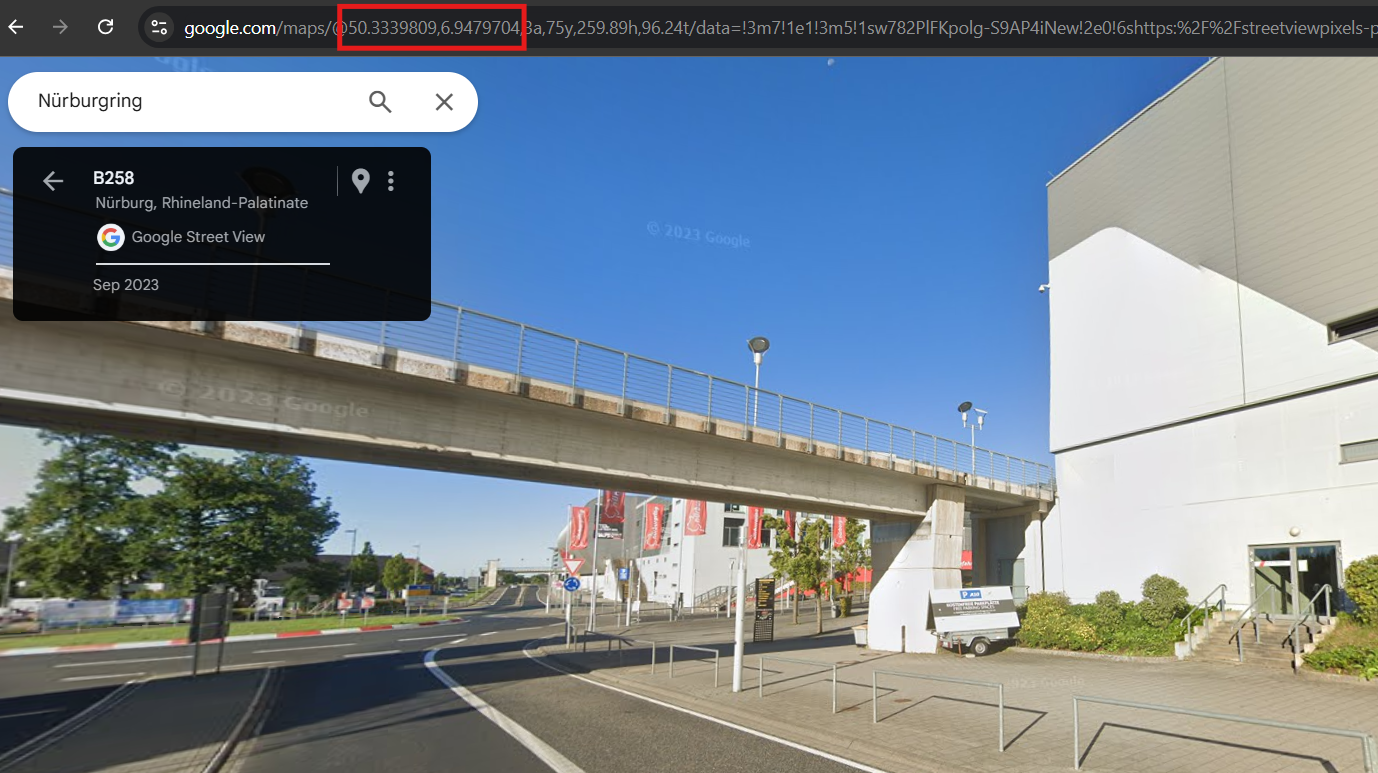 google.com/maps/@50.3339809,6.9479704,3a,75y,259.89h,96.24t/data=!3m7!1e1!3m5!1sw782PlFKpolg-S9AP4iNew!2e0!6shttps:%2F%2Fstreetviewpixels-p
Nürburgring
B258
Nürburg, Rhineland-Palatinate
Google Street View
Sep 2023
© 2023 Google
© 2023 Google
2023 Google
P A58
KOSTENFREIE PARKPLÄTZE
FREE PARKING SPACES